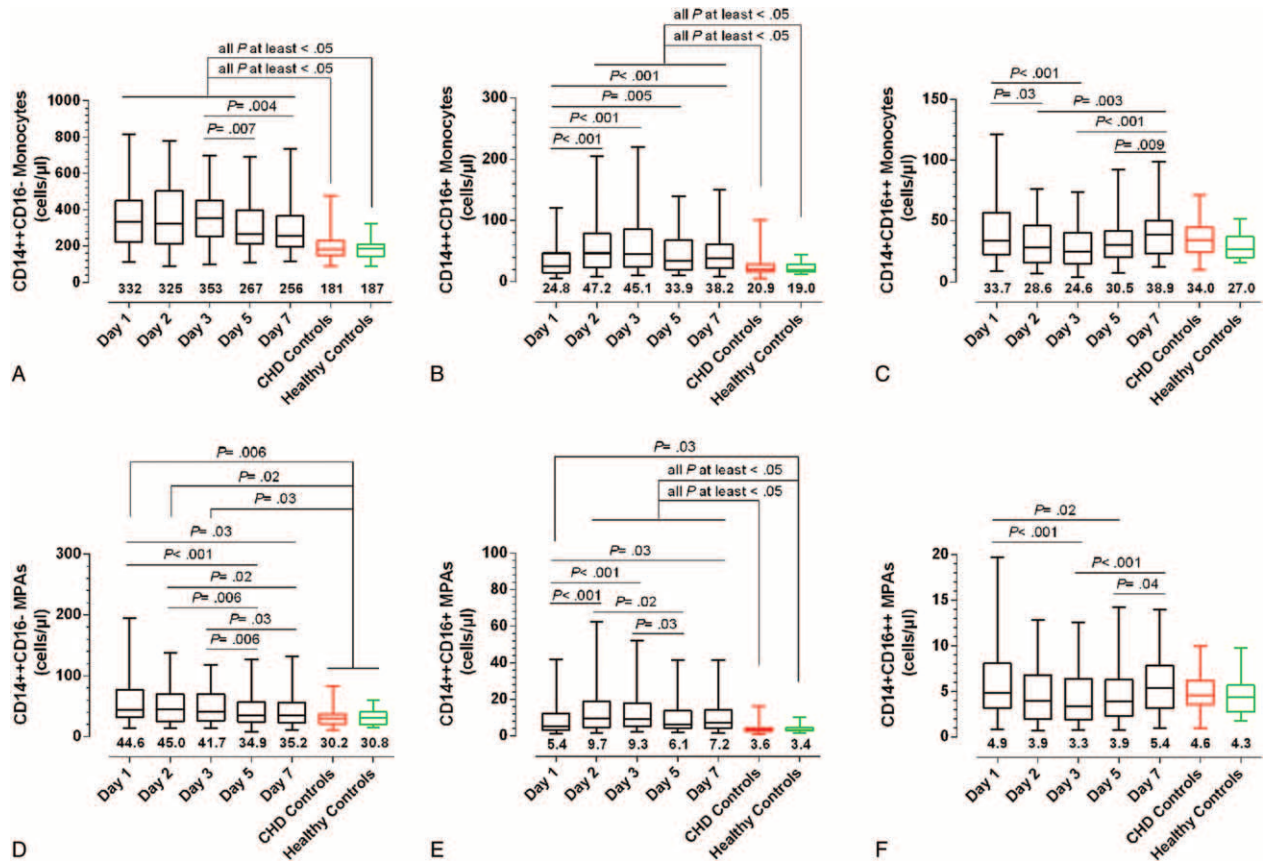 all P at least < .05
all P at least < .05
P= .004
P= .007
CD14++CD16- Monocytes
(cells/µl)
1000
800
600
400
200
0
332 325 353 267 256 181 187
Day 1 Day 2 Day 3 Day 5 Day 7 CHD Controls Healthy Controls
A
all P at least < .05
all P at least < .05
P< .001
P= .005
P< .001
P< .001
CD14++CD16+ Monocytes
(cells/µl)
300
200
100
50
0
24.8 47.2 45.1 33.9 38.2 20.9 19.0
Day 1 Day 2 Day 3 Day 5 Day 7 CHD Controls Healthy Controls
B
P< .001
P= .03
P= .003
P< .001
P= .009
CD14+CD16++ Monocytes
(cells/µl)
150
100
50
0
33.7 28.6 24.6 30.5 38.9 34.0 27.0
Day 1 Day 2 Day 3 Day 5 Day 7 CHD Controls Healthy Controls
C
P= .006
P= .02
P= .03
P= .03
P< .001
P= .02
P= .006
P= .03
P= .006
CD14++CD16- MPAs
(cells/µl)
300
200
100
50
0
44.6 45.0 41.7 34.9 35.2 30.2 30.8
Day 1 Day 2 Day 3 Day 5 Day 7 CHD Controls Healthy Controls
D
P= .03
all P at least < .05
all P at least < .05
P= .03
P< .001
P< .001
P= .02
P= .03
CD14++CD16+ MPAs
(cells/µl)
100
80
60
40
20
0
5.4 9.7 9.3 6.1 7.2 3.6 3.4
Day 1 Day 2 Day 3 Day 5 Day 7 CHD Controls Healthy Controls
E
P= .02
P< .001
P< .001
P= .04
CD14+CD16++ MPAs
(cells/µl)
20
15
10
5
0
4.9 3.9 3.3 3.9 5.4 4.6 4.3
Day 1 Day 2 Day 3 Day 5 Day 7 CHD Controls Healthy Controls
F